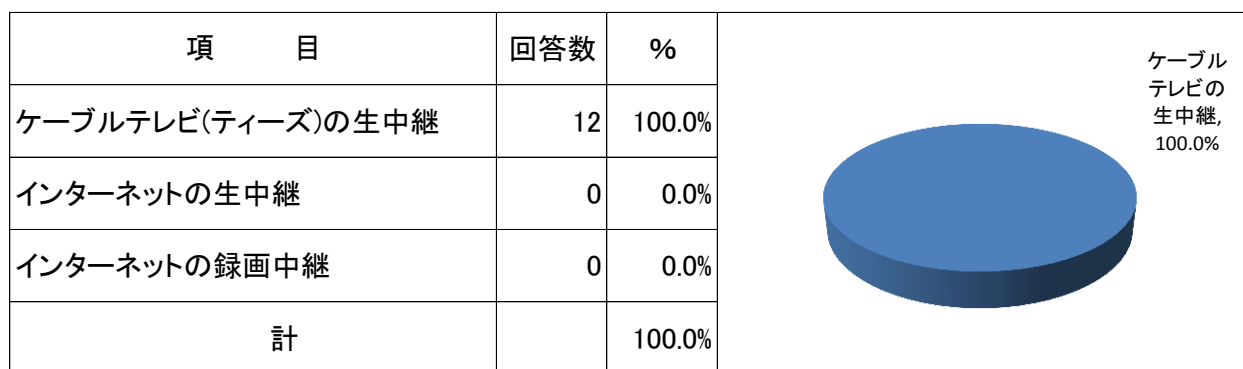 項　　　目 回答数 %
ケーブルテレビ(ティーズ)の生中継 12 100.0%
インターネットの生中継 0 0.0%
インターネットの録画中継 0 0.0%
計 100.0%
ケーブル
テレビの
生中継,
100.0%